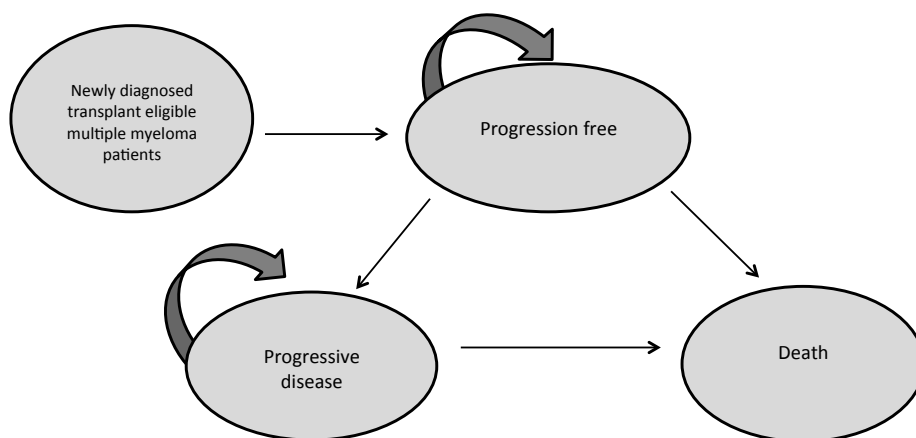 Newly diagnosed
transplant eligible
multiple myeloma
patients
Progression free
Progressive
disease
Death